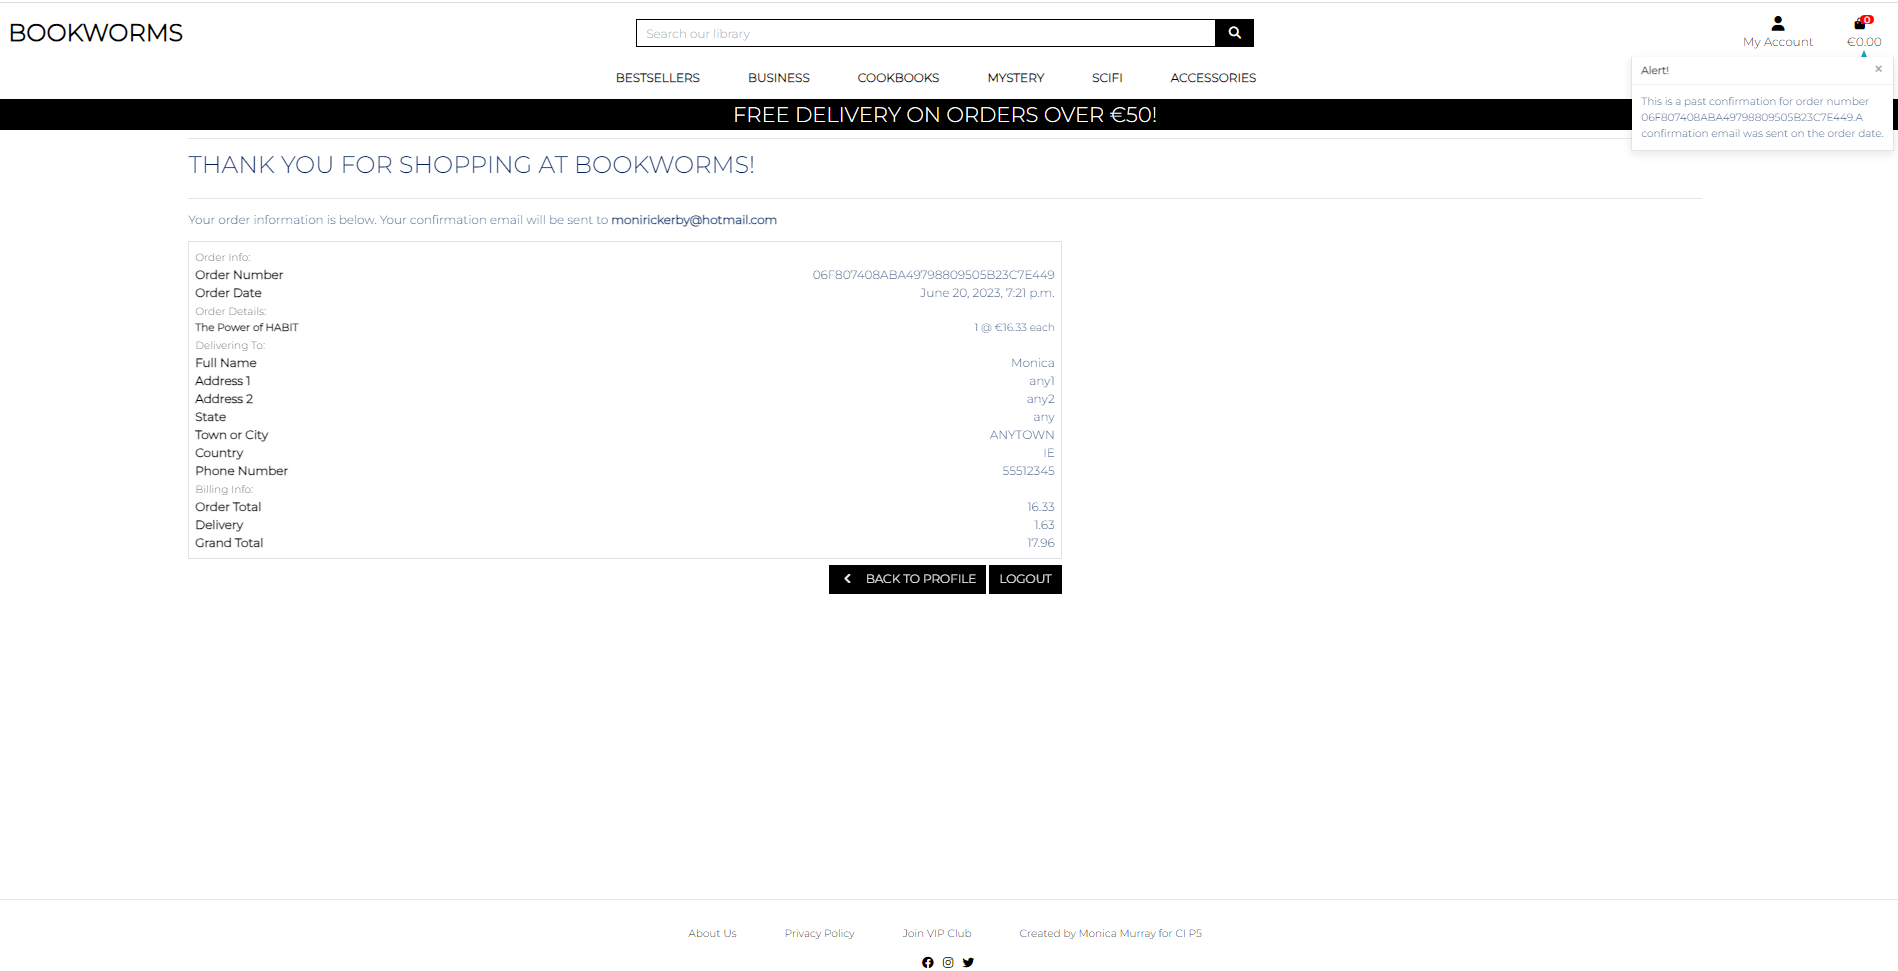 BOOKWORMS
Search our library
My Account
0
€0.00
BESTSELLERS BUSINESS COOKBOOKS MYSTERY SCIFI ACCESSORIES
Alert! ×
This is a past confirmation for order number
06F807408ABA49798809505B23C7E449.A
confirmation email was sent on the order date.
FREE DELIVERY ON ORDERS OVER €50!
THANK YOU FOR SHOPPING AT BOOKWORMS!
Your order information is below. Your confirmation email will be sent to monirickerby@hotmail.com
Order Info:
Order Number 06F807408ABA49798809505B23C7E449
Order Date June 20, 2023, 7:21 p.m.
Order Details:
The Power of HABIT 1 @ €16.33 each
Delivering To:
Full Name Monica
Address 1 any1
Address 2 any2
State any
Town or City ANYTOWN
Country IE
Phone Number 55512345
Billing Info:
Order Total 16.33
Delivery 1.63
Grand Total 17.96
BACK TO PROFILE LOGOUT
About Us Privacy Policy Join VIP Club Created by Monica Murray for CI P5